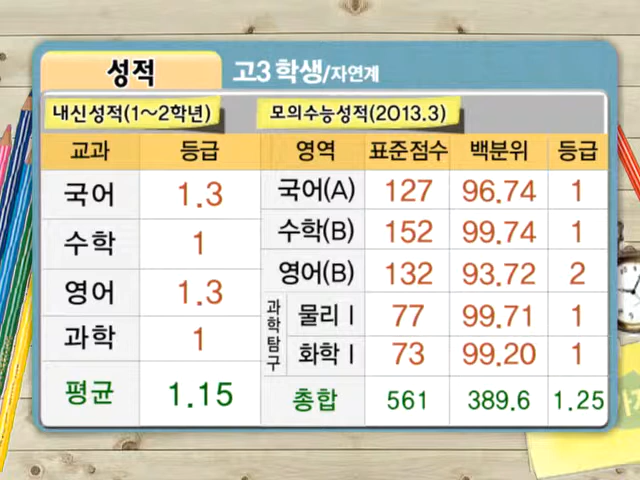 성적
고3 학생/자연계
내신성적(1~2학년)
모의수능성적(2013.3)
교과 등급
국어 1.3
수학 1
영어 1.3
과학 1
평균 1.15
영역 표준점수 백분위 등급
국어(A) 127 96.74 1
수학(B) 152 99.74 1
영어(B) 132 93.72 2
과학탐구
물리 I 77 99.71 1
화학 I 73 99.20 1
총합 561 389.6 1.25